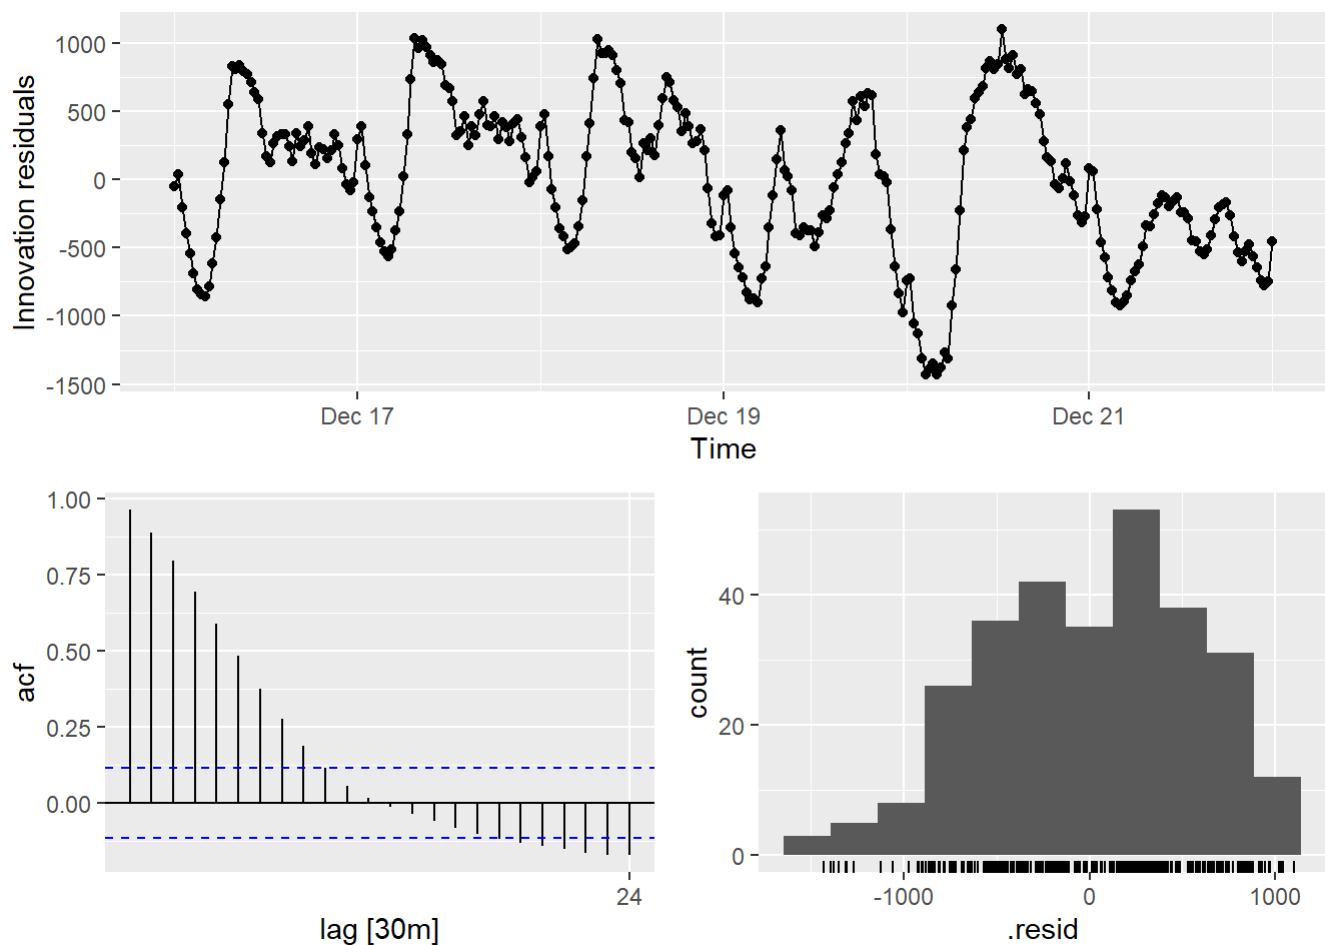 Innovation residuals
1000
500
0
-500
-1000
-1500
Dec 17 Dec 19 Dec 21
Time
acf
1.00
0.75
0.50
0.25
0.00
24
lag [30m]
count
40
20
0
-1000 0 1000
.resid